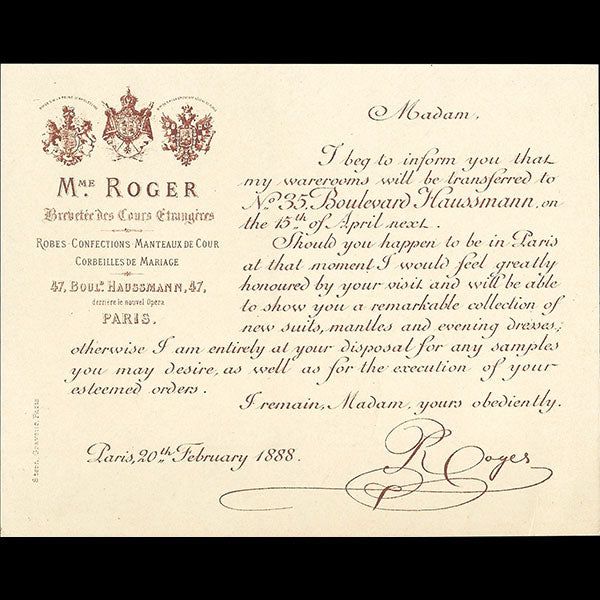 Mme ROGER
Brevetée des Cours Etrangères
ROBES-CONFECTIONS-MANTEAUX DE COUR
CORBEILLES DE MARIAGE
47, BOULd. HAUSSMANN, 47,
derrière le nouvel Opéra
PARIS.
Madam,
I beg to inform you that
my warerooms will be transferred to
No. 35, Boulevard Haussmann, on
the 15th of April next.
Should you happen to be in Paris
at that moment I would feel greatly
honoured by your visit and will be able
to show you a remarkable collection of
new suits, mantles and evening dresses;
otherwise I am entirely at your disposal for any samples
you may desire, as well as for the execution of your
esteemed orders.
I remain, Madam, yours obediently.
Paris, 20th February 1888.
R Roger
Stern, Graveur, Paris